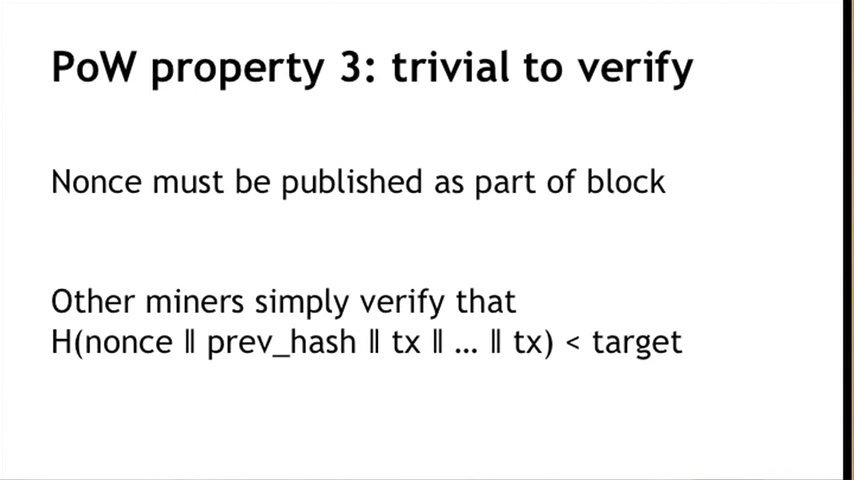 PoW property 3: trivial to verify
Nonce must be published as part of block
Other miners simply verify that
H(nonce ‖ prev_hash ‖ tx ‖ … ‖ tx) < target